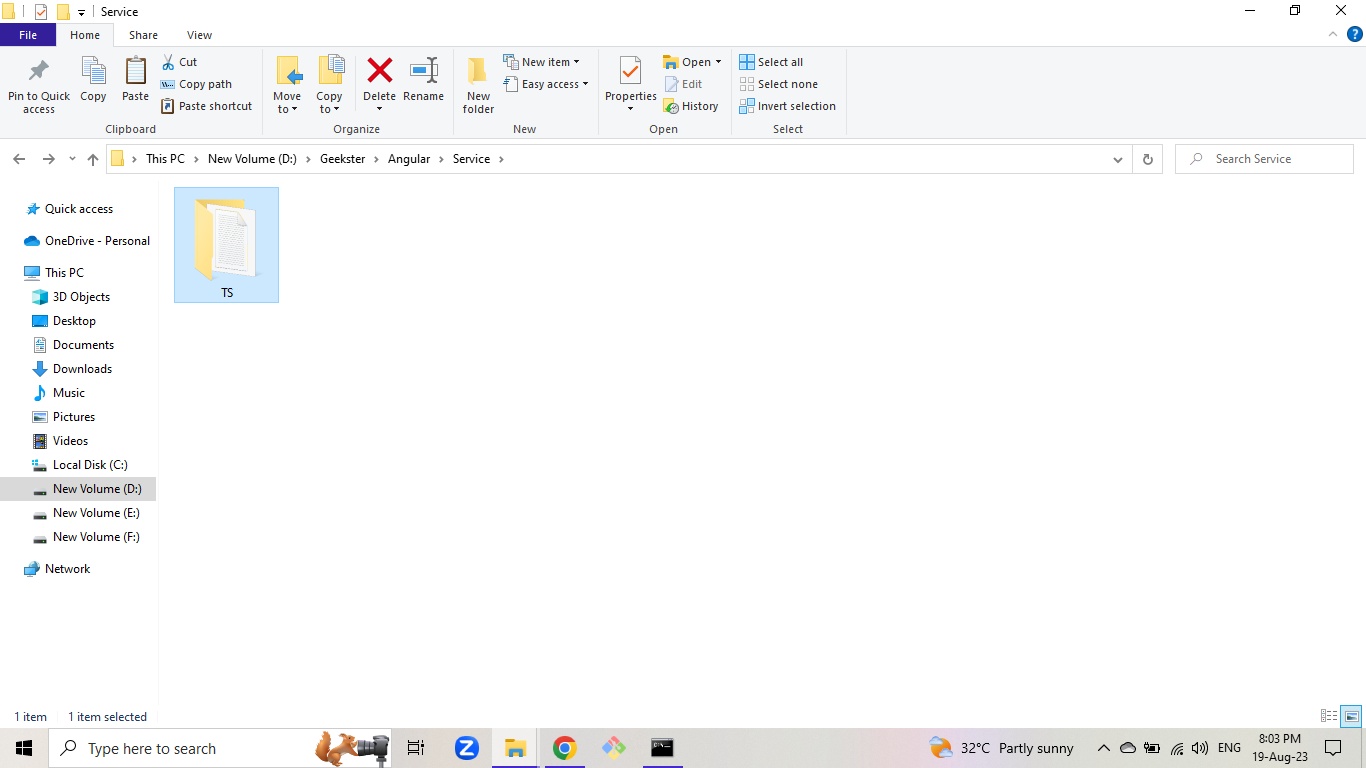 Service
File Home Share View
Pin to Quick access
Copy
Paste
Cut
Copy path
Paste shortcut
Clipboard
Move to
Copy to
Delete
Rename
Organize
New folder
New item
Easy access
New
Properties
Open
Edit
History
Open
Select all
Select none
Invert selection
Select
This PC New Volume (D:) Geekster Angular Service
Search Service
Quick access
OneDrive - Personal
This PC
3D Objects
Desktop
Documents
Downloads
Music
Pictures
Videos
Local Disk (C:)
New Volume (D:)
New Volume (E:)
New Volume (F:)
Network
TS
1 item 1 item selected
Type here to search
32°C Partly sunny
ENG
8:03 PM
19-Aug-23